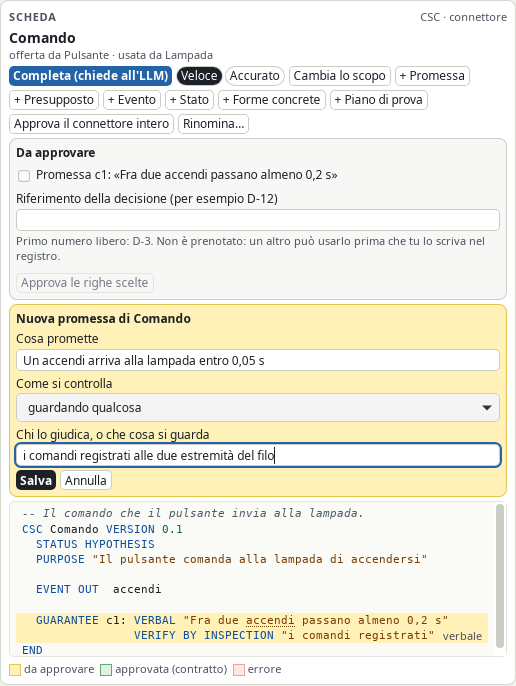 SCHEDA
CSC · connettore
Comando
offerta da Pulsante · usata da Lampada
Completa (chiede all'LLM) Veloce Accurato Cambia lo scopo + Promessa
+ Presupposto + Evento + Stato + Forme concrete + Piano di prova
Approva il connettore intero Rinomina...
Da approvare
Promessa c1: «Fra due accendi passano almeno 0,2 s»
Riferimento della decisione (per esempio D-12)
Primo numero libero: D-3. Non è prenotato: un altro può usarlo prima che tu lo scriva nel
registro.
Approva le righe scelte
Nuova promessa di Comando
Cosa promette
Un accendi arriva alla lampada entro 0,05 s
Come si controlla
guardando qualcosa
Chi lo giudica, o che cosa si guarda
i comandi registrati alle due estremità del filo
Salva Annulla
-- Il comando che il pulsante invia alla lampada.
CSC Comando VERSION 0.1
STATUS HYPOTHESIS
PURPOSE "Il pulsante comanda alla lampada di accendersi"
EVENT OUT accendi
GUARANTEE c1: VERBAL "Fra due accendi passano almeno 0,2 s"
VERIFY BY INSPECTION "i comandi registrati" verbale
END
da approvare approvata (contratto) errore